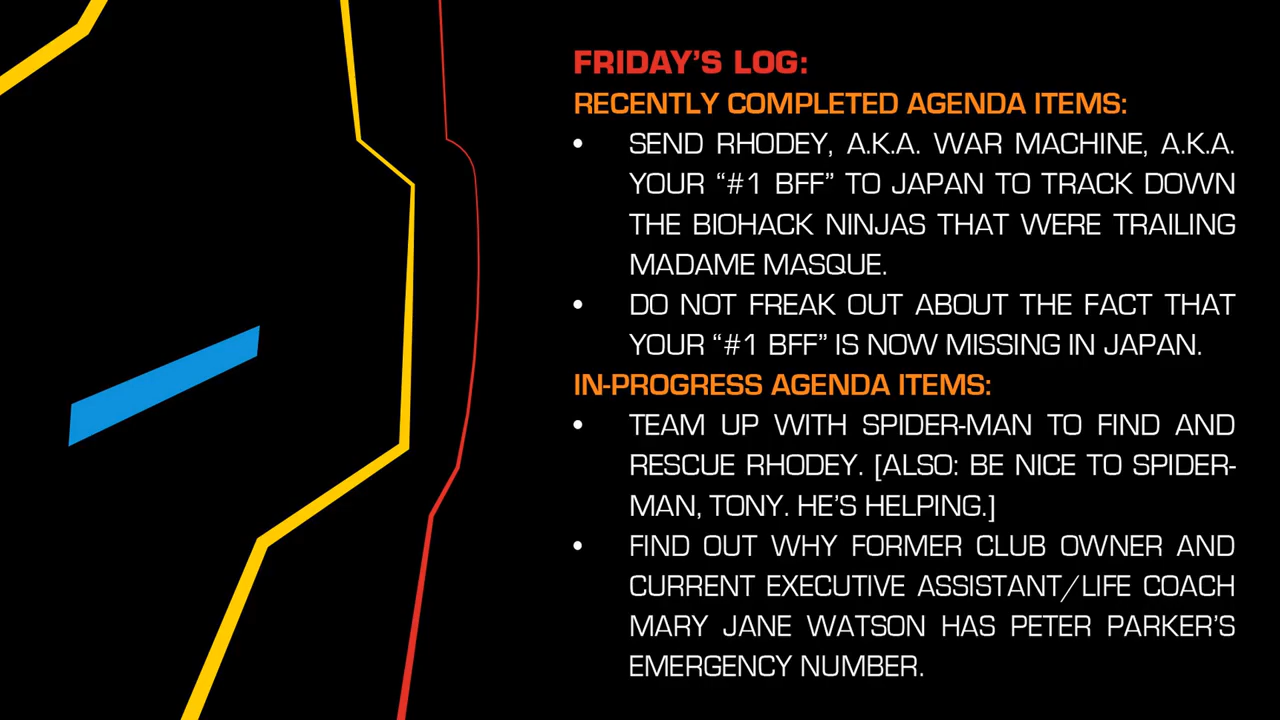 FRIDAY’S LOG:
RECENTLY COMPLETED AGENDA ITEMS:
• SEND RHODEY, A.K.A. WAR MACHINE, A.K.A.
YOUR “#1 BFF” TO JAPAN TO TRACK DOWN
THE BIOHACK NINJAS THAT WERE TRAILING
MADAME MASQUE.
• DO NOT FREAK OUT ABOUT THE FACT THAT
YOUR “#1 BFF” IS NOW MISSING IN JAPAN.
IN-PROGRESS AGENDA ITEMS:
• TEAM UP WITH SPIDER-MAN TO FIND AND
RESCUE RHODEY. [ALSO: BE NICE TO SPIDER-
MAN, TONY. HE’S HELPING.]
• FIND OUT WHY FORMER CLUB OWNER AND
CURRENT EXECUTIVE ASSISTANT/LIFE COACH
MARY JANE WATSON HAS PETER PARKER’S
EMERGENCY NUMBER.